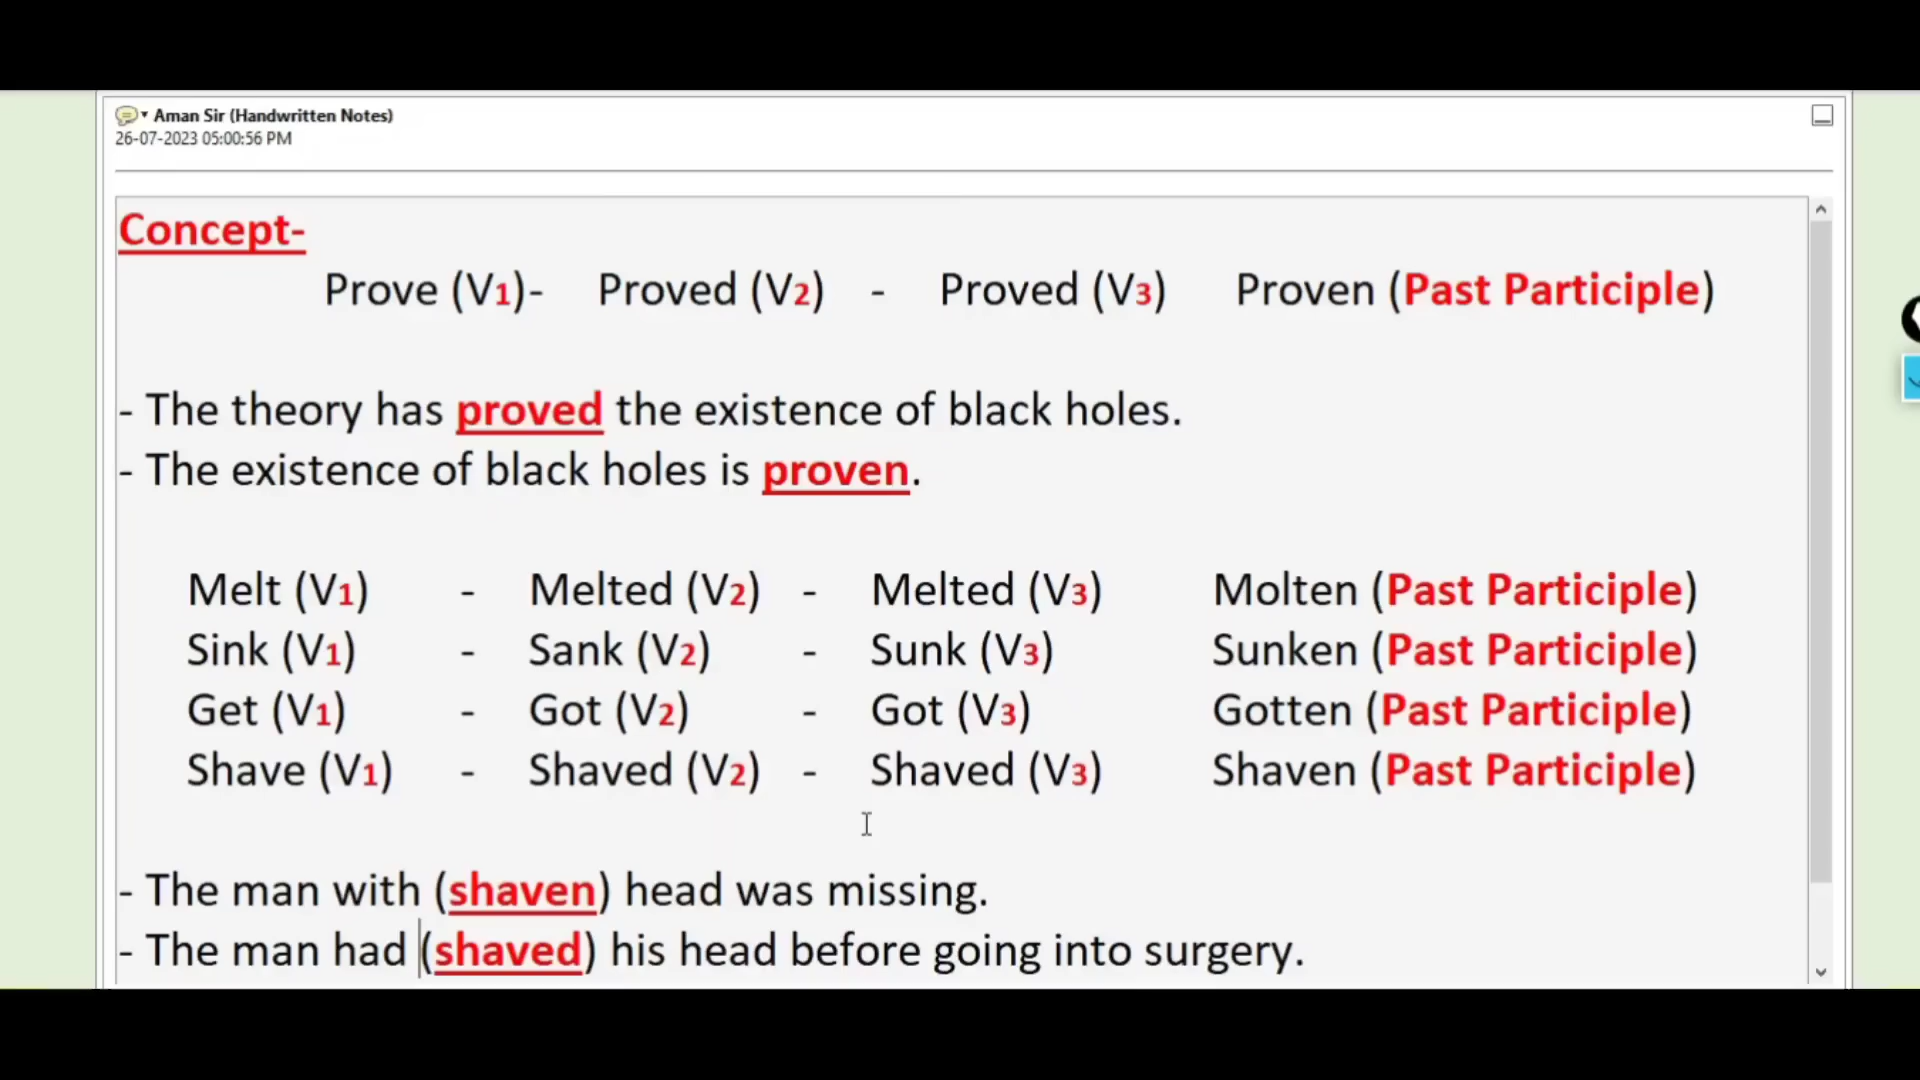 Aman Sir (Handwritten Notes)
26-07-2023 05:00:56 PM
Concept-
Prove (V1)- Proved (V2) - Proved (V3) Proven (Past Participle)
- The theory has proved the existence of black holes.
- The existence of black holes is proven.
Melt (V1) - Melted (V2) - Melted (V3) Molten (Past Participle)
Sink (V1) - Sank (V2) - Sunk (V3) Sunken (Past Participle)
Get (V1) - Got (V2) - Got (V3) Gotten (Past Participle)
Shave (V1) - Shaved (V2) - Shaved (V3) Shaven (Past Participle)
- The man with (shaven) head was missing.
- The man had (shaved) his head before going into surgery.